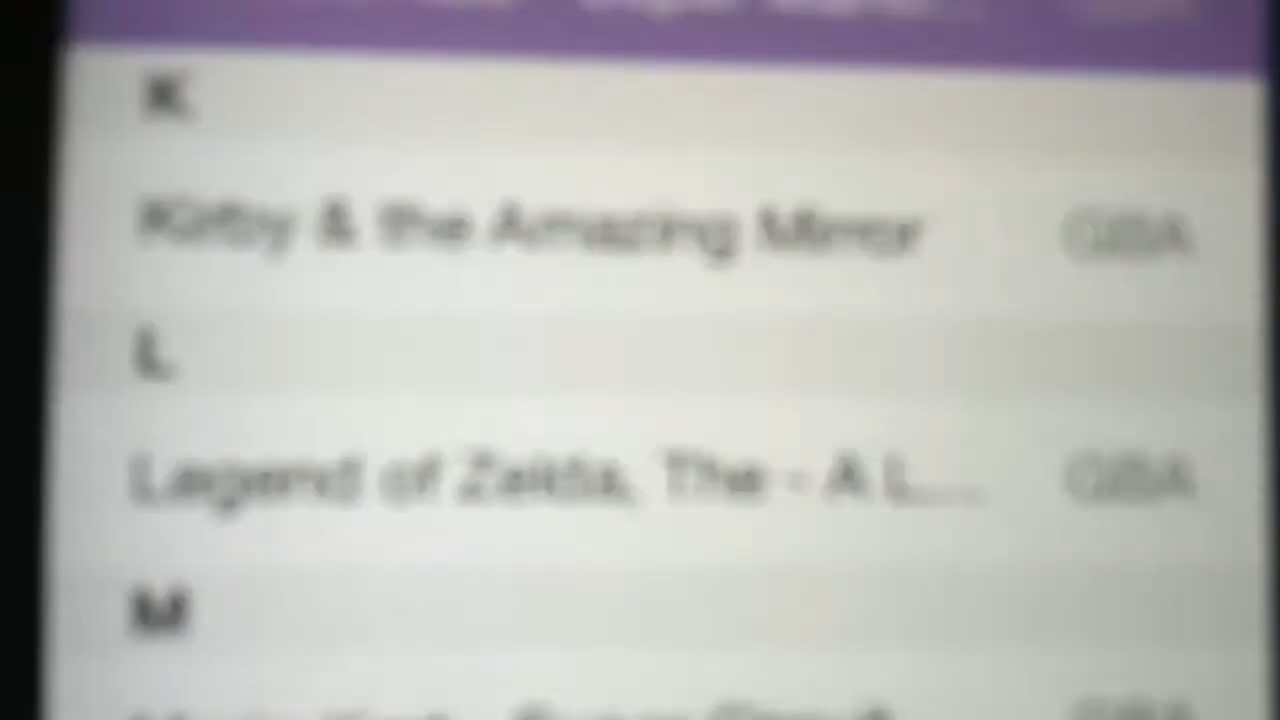 K
Kirby & the Amazing Mirror GBA
L
Legend of Zelda, The - A L... GBA
M